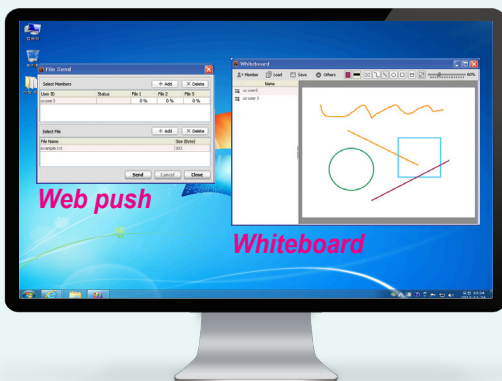 File Send
Select Members
+ Add
× Delete
User ID
Status
File 1
File 2
File 3
ucuser3
0 %
0 %
0 %
Select File
+ Add
× Delete
File Name
Size (Byte)
example.txt
Send
Cancel
Close
Web push
Whiteboard
Member
Load
Save
Others
60%
Name
Whiteboard